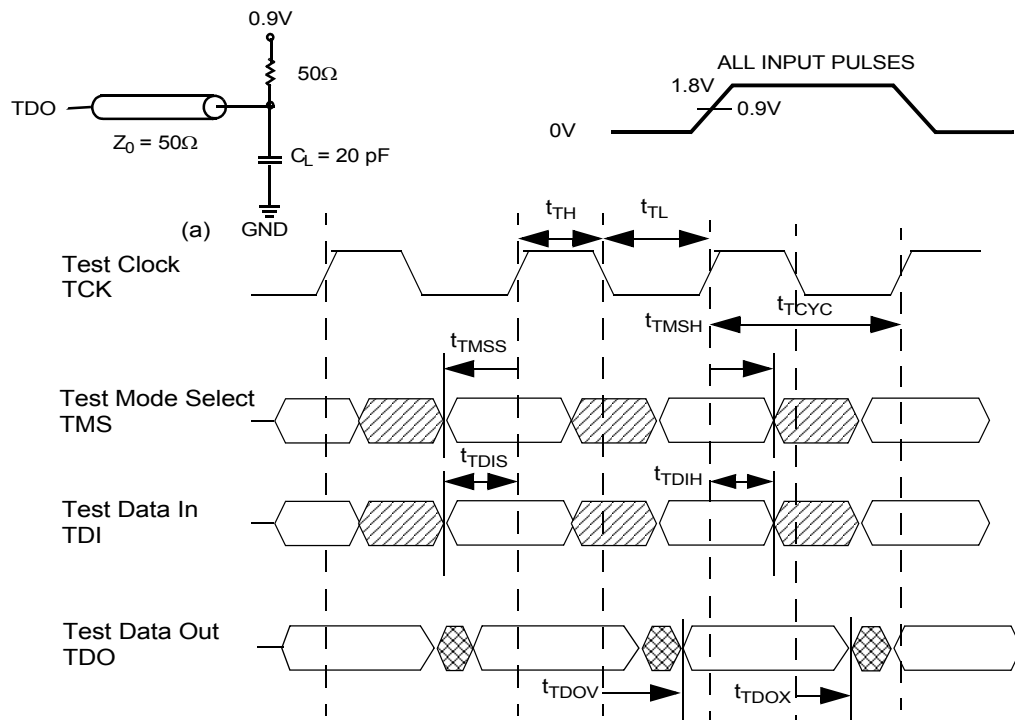 0.9V
50Ω
TDO
Z0 = 50Ω
CL = 20 pF
(a) GND
ALL INPUT PULSES
1.8V
0.9V
0V
tTH
tTL
Test Clock
TCK
tTCYC
tTMSH
tTMSS
Test Mode Select
TMS
tTDIS
tTDIH
Test Data In
TDI
Test Data Out
TDO
tTDOV
tTDOX